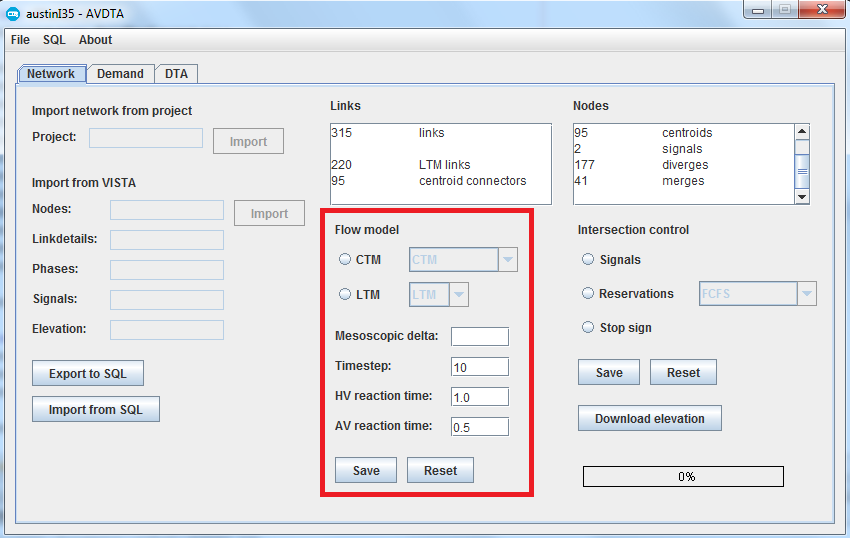 austinI35 - AVDTA
File SQL About
Network Demand DTA
Import network from project
Project: Import
Import from VISTA
Nodes: Import
Linkdetails:
Phases:
Signals:
Elevation:
Export to SQL
Import from SQL
Links
315 links
220 LTM links
95 centroid connectors
Flow model
CTM CTM
LTM LTM
Mesoscopic delta:
Timestep: 10
HV reaction time: 1.0
AV reaction time: 0.5
Save Reset
Nodes
95 centroids
2 signals
177 diverges
41 merges
Intersection control
Signals
Reservations FCFS
Stop sign
Save Reset
Download elevation
0%